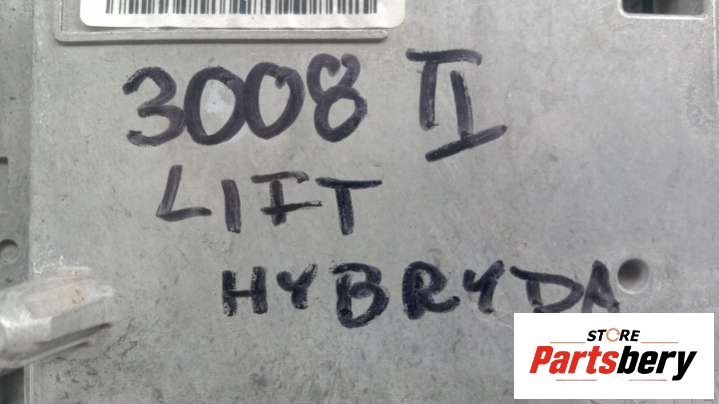 3008 II
LIFT
HYBRYDA
STORE
Partsbery